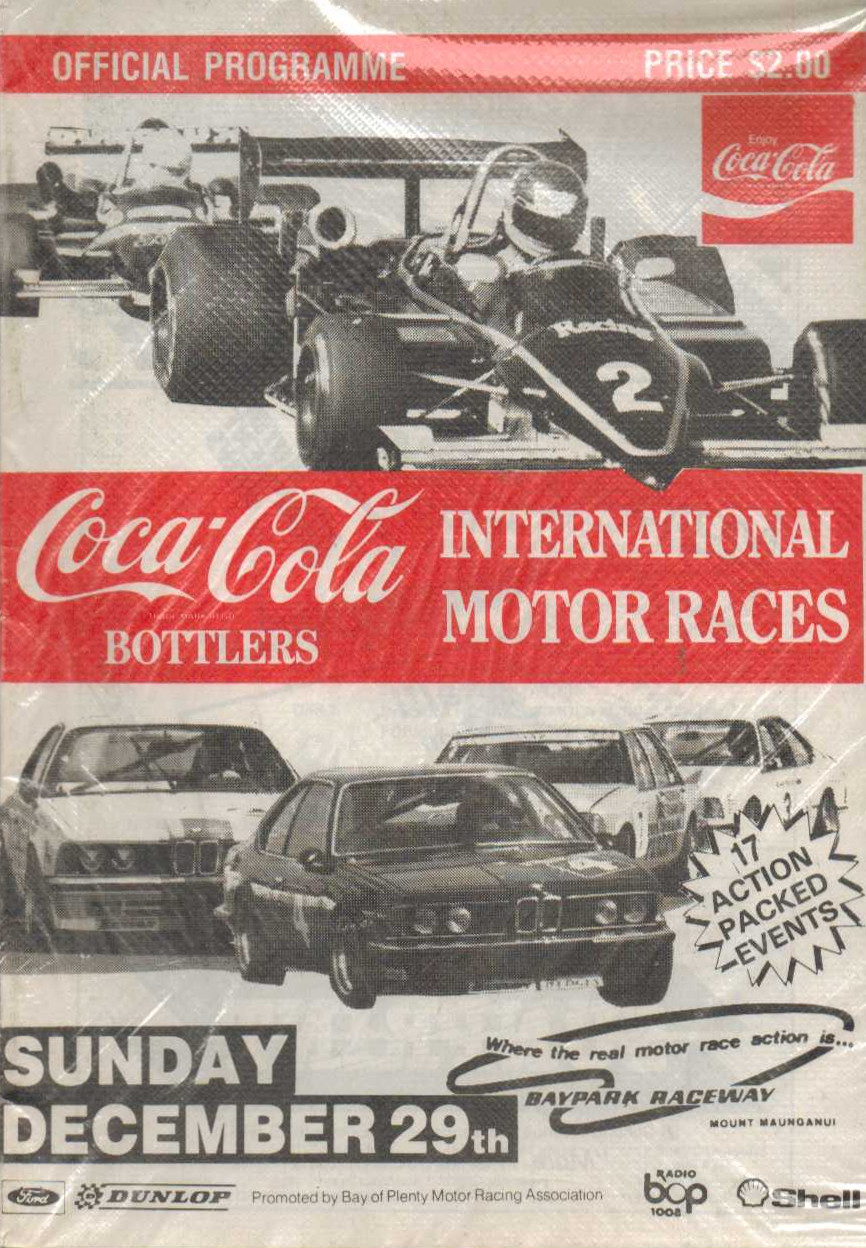 OFFICIAL PROGRAMME PRICE $2.00
Enjoy
Coca-Cola
Racing
2
Coca-Cola
BOTTLERS
INTERNATIONAL
MOTOR RACES
17
ACTION
PACKED
EVENTS
SUNDAY
DECEMBER 29th
Where the real motor race action is...
BAYPARK RACEWAY
MOUNT MAUNGANUI
Ford
DUNLOP
Promoted by Bay of Plenty Motor Racing Association
RADIO
bop
1008
Shell